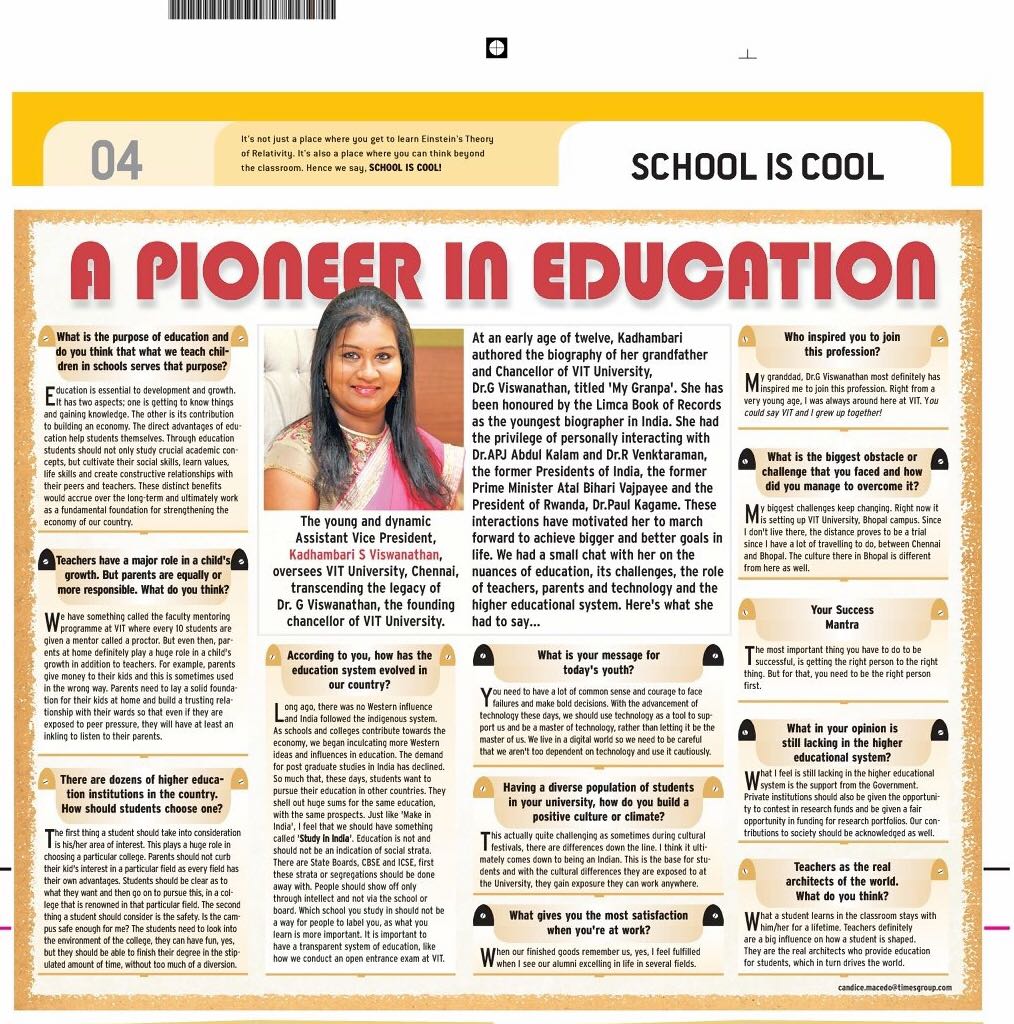 04
It's not just a place where you get to learn Einstein's Theory
of Relativity. It's also a place where you can think beyond
the classroom. Hence we say, SCHOOL IS COOL!
SCHOOL IS COOL
A PIONEER IN EDUCATION
What is the purpose of education and
do you think that what we teach chil-
dren in schools serves that purpose?
Education is essential to development and growth.
It has two aspects; one is getting to know things
and gaining knowledge. The other is its contribution
to building an economy. The direct advantages of edu-
cation help students themselves. Through education
students should not only study crucial academic con-
cepts, but cultivate their social skills, learn values,
life skills and create constructive relationships with
their peers and teachers. These distinct benefits
would accrue over the long-term and ultimately work
as a fundamental foundation for strengthening the
economy of our country.
Teachers have a major role in a child's
growth. But parents are equally or
more responsible. What do you think?
We have something called the faculty mentoring
programme at VIT where every 10 students are
given a mentor called a proctor. But even then, par-
ents at home definitely play a huge role in a child's
growth in addition to teachers. For example, parents
give money to their kids and this is sometimes used
in the wrong way. Parents need to lay a solid founda-
tion for their kids at home and build a trusting rela-
tionship with their wards so that even if they are
exposed to peer pressure, they will have at least an
inkling to listen to their parents.
There are dozens of higher educa-
tion institutions in the country.
How should students choose one?
The first thing a student should take into consideration
is his/her area of interest. This plays a huge role in
choosing a particular college. Parents should not curb
their kid's interest in a particular field as every field has
their own advantages. Students should be clear as to
what they want and then go on to pursue this, in a col-
lege that is renowned in that particular field. The second
thing a student should consider is the safety. Is the cam-
pus safe enough for me? The students need to look into
the environment of the college, they can have fun, yes,
but they should be able to finish their degree in the stip-
ulated amount of time, without too much of a diversion.
The young and dynamic
Assistant Vice President,
Kadhambari S Viswanathan,
oversees VIT University, Chennai,
transcending the legacy of
Dr. G Viswanathan, the founding
chancellor of VIT University.
At an early age of twelve, Kadhambari
authored the biography of her grandfather
and Chancellor of VIT University,
Dr.G Viswanathan, titled 'My Granpa'. She has
been honoured by the Limca Book of Records
as the youngest biographer in India. She had
the privilege of personally interacting with
Dr.APJ Abdul Kalam and Dr.R Venktaraman,
the former Presidents of India, the former
Prime Minister Atal Bihari Vajpayee and the
President of Rwanda, Dr.Paul Kagame. These
interactions have motivated her to march
forward to achieve bigger and better goals in
life. We had a small chat with her on the
nuances of education, its challenges, the role
of teachers, parents and technology and the
higher educational system. Here's what she
had to say...
According to you, how has the
education system evolved in
our country?
Long ago, there was no Western influence
and India followed the indigenous system.
As schools and colleges contribute towards the
economy, we began inculcating more Western
ideas and influences in education. The demand
for post graduate studies in India has declined.
So much that, these days, students want to
pursue their education in other countries. They
shell out huge sums for the same education,
with the same prospects. Just like 'Make in
India', I feel that we should have something
called 'Study in India'. Education is not and
should not be an indication of social strata.
There are State Boards, CBSE and ICSE, first
these strata or segregations should be done
away with. People should show off only
through intellect and not via the school or
board. Which school you study in should not be
a way for people to label you, as what you
learn is more important. It is important to
have a transparent system of education, like
how we conduct an open entrance exam at VIT.
What is your message for
today's youth?
You need to have a lot of common sense and courage to face
failures and make bold decisions. With the advancement of
technology these days, we should use technology as a tool to sup-
port us and be a master of technology, rather than letting it be the
master of us. We live in a digital world so we need to be careful
that we aren't too dependent on technology and use it cautiously.
Having a diverse population of students
in your university, how do you build a
positive culture or climate?
This actually quite challenging as sometimes during cultural
festivals, there are differences down the line. I think it ulti-
mately comes down to being an Indian. This is the base for stu-
dents and with the cultural differences they are exposed to at
the University, they gain exposure they can work anywhere.
What gives you the most satisfaction
when you're at work?
When our finished goods remember us, yes, I feel fulfilled
when I see our alumni excelling in life in several fields.
Who inspired you to join
this profession?
My granddad, Dr.G Viswanathan most definitely has
inspired me to join this profession. Right from a
very young age, I was always around here at VIT. You
could say VIT and I grew up together!
What is the biggest obstacle or
challenge that you faced and how
did you manage to overcome it?
My biggest challenges keep changing. Right now it
is setting up VIT University, Bhopal campus. Since
I don't live there, the distance proves to be a trial
since I have a lot of travelling to do, between Chennai
and Bhopal. The culture there in Bhopal is different
from here as well.
Your Success
Mantra
The most important thing you have to do to be
successful, is getting the right person to the right
thing. But for that, you need to be the right person
first.
What in your opinion is
still lacking in the higher
educational system?
What I feel is still lacking in the higher educational
system is the support from the Government.
Private institutions should also be given the opportuni-
ty to contest in research funds and be given a fair
opportunity in funding for research portfolios. Our con-
tributions to society should be acknowledged as well.
Teachers as the real
architects of the world.
What do you think?
What a student learns in the classroom stays with
him/her for a lifetime. Teachers definitely
are a big influence on how a student is shaped.
They are the real architects who provide education
for students, which in turn drives the world.
candice.macedo@timesgroup.com